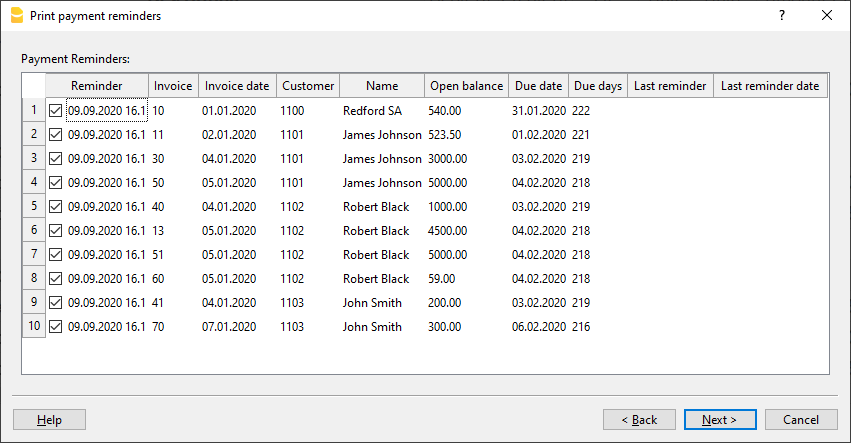 Print payment reminders
Payment Reminders:
Reminder Invoice Invoice date Customer Name Open balance Due date Due days Last reminder Last reminder date
1 09.09.2020 16.1 10 01.01.2020 1100 Redford SA 540.00 31.01.2020 222
2 09.09.2020 16.1 11 02.01.2020 1101 James Johnson 523.50 01.02.2020 221
3 09.09.2020 16.1 30 04.01.2020 1101 James Johnson 3000.00 03.02.2020 219
4 09.09.2020 16.1 50 05.01.2020 1101 James Johnson 5000.00 04.02.2020 218
5 09.09.2020 16.1 40 04.01.2020 1102 Robert Black 1000.00 03.02.2020 219
6 09.09.2020 16.1 13 05.01.2020 1102 Robert Black 4500.00 04.02.2020 218
7 09.09.2020 16.1 51 05.01.2020 1102 Robert Black 5000.00 04.02.2020 218
8 09.09.2020 16.1 60 05.01.2020 1102 Robert Black 59.00 04.02.2020 218
9 09.09.2020 16.1 41 04.01.2020 1103 John Smith 200.00 03.02.2020 219
10 09.09.2020 16.1 70 07.01.2020 1103 John Smith 300.00 06.02.2020 216
Help < Back Next > Cancel